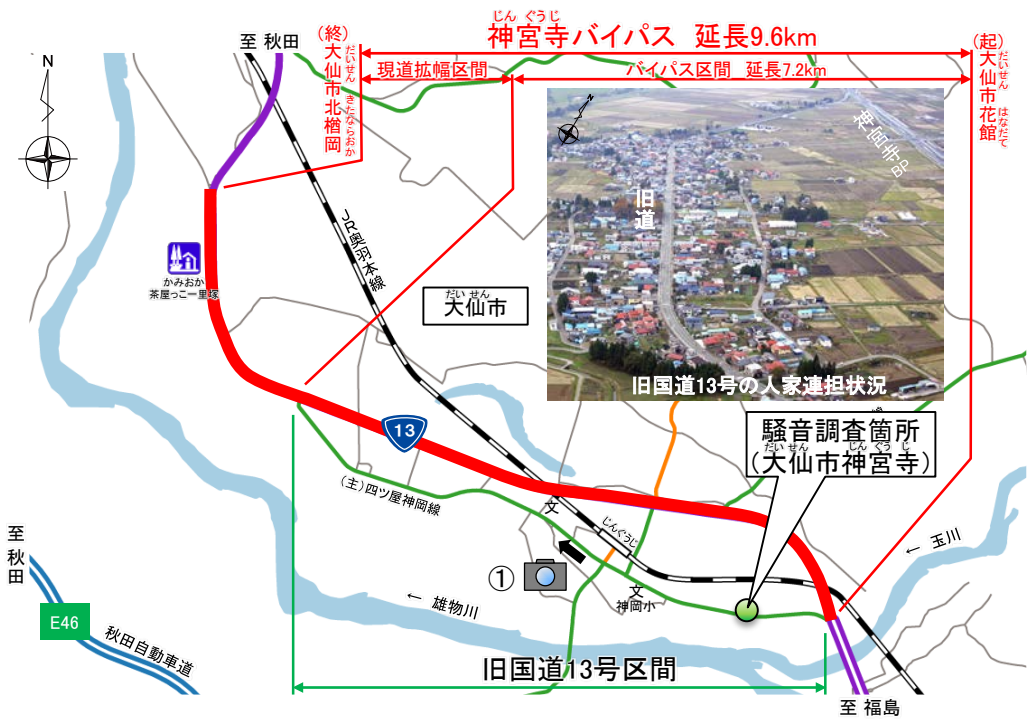 神宮寺バイパス 延長9.6km
じん ぐうじ
現道拡幅区間
バイパス区間 延長7.2km
至 秋田
(終)大仙市北楢岡
だいせん きたならおか
(起)大仙市花館
だいせん はなだて
N
神宮寺BP
旧道
旧国道13号の人家連担状況
JR奥羽本線
かみおか
茶屋っこ一里塚
だい せん
大仙市
13
騒音調査箇所
だい せん じん ぐう じ
(大仙市神宮寺)
(主)四ツ屋神岡線
文
じんぐうじ
①
文
神岡小
← 玉川
← 雄物川
至 秋田
E46
秋田自動車道
旧国道13号区間
至 福島